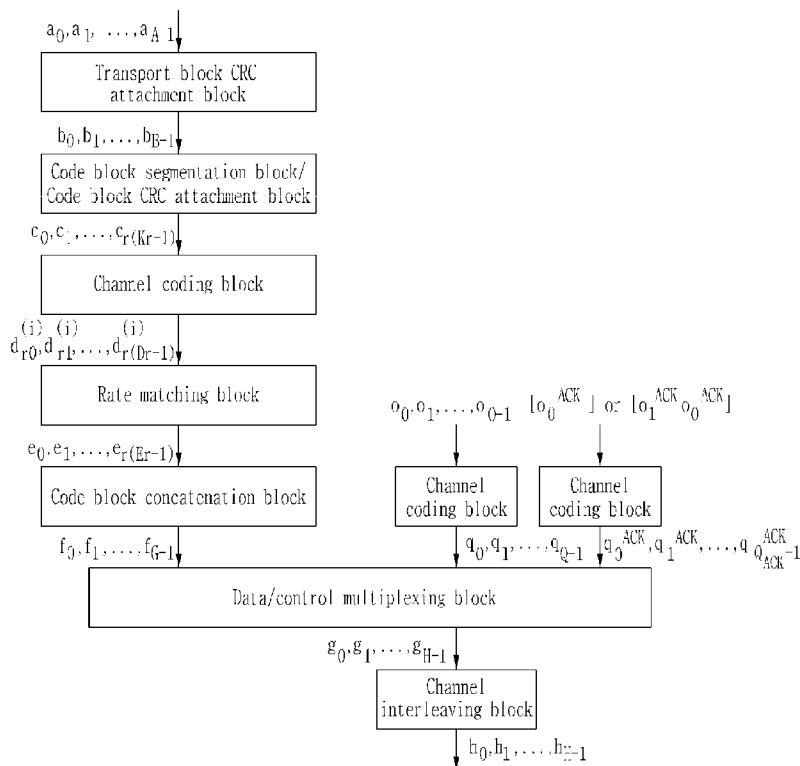 a0,a1, ...,aA-1
Transport block CRC
attachment block
b0,b1,...,bB-1
Code block segmentation block/
Code block CRC attachment block
c0,c1,...,cr(Kr-1)
Channel coding block
dr0(i),dr1(i),...,dr(Dr-1)(i)
Rate matching block
e0,e1,...,er(Er-1)
Code block concatenation block
f0,f1,...,fG-1
o0,o1,...,oO-1
[o0ACK] or [o1ACKo0ACK]
Channel
coding block
Channel
coding block
q0,q1,...,qQ-1
q0ACK,q1ACK,...,qQACK-1ACK
Data/control multiplexing block
g0,g1,...,gH-1
Channel
interleaving block
h0,h1,...,hH-1